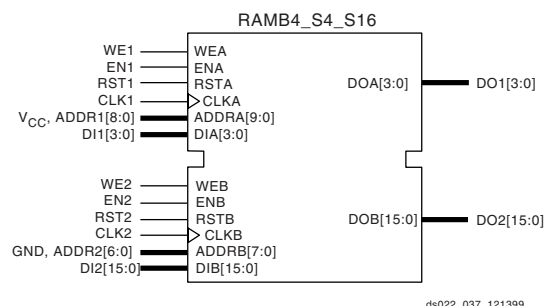 RAMB4_S4_S16
WE1 WEA
EN1 ENA
RST1 RSTA DOA[3:0] DO1[3:0]
CLK1 CLKA
VCC, ADDR1[8:0] ADDRA[9:0]
DI1[3:0] DIA[3:0]
WE2 WEB
EN2 ENB
RST2 RSTB DOB[15:0] DO2[15:0]
CLK2 CLKB
GND, ADDR2[6:0] ADDRB[7:0]
DI2[15:0] DIB[15:0]
ds022_037_121399